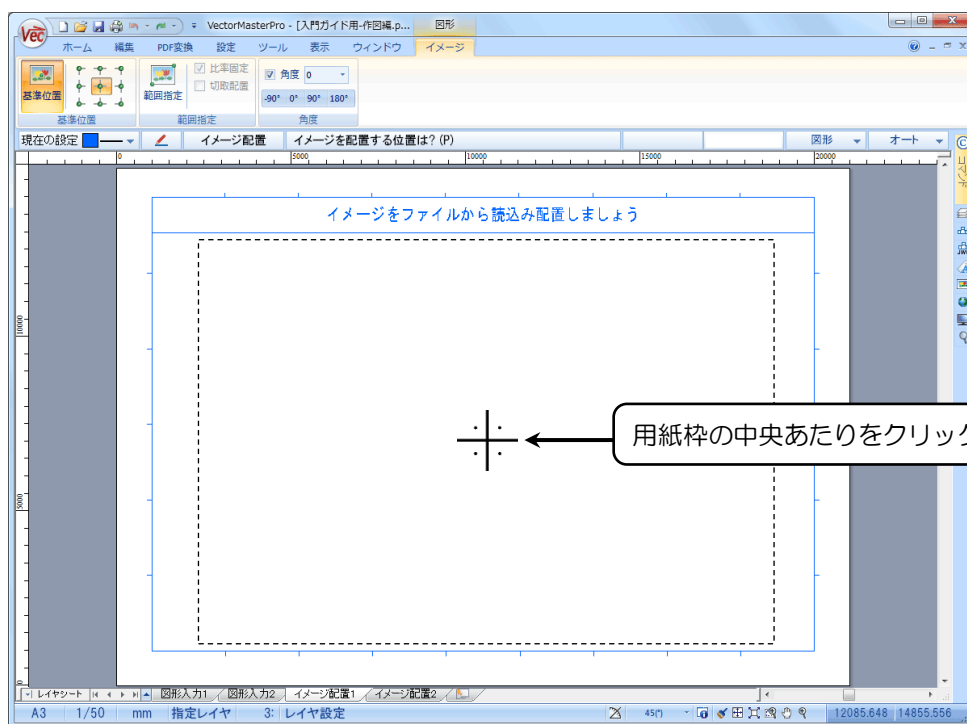 Vec VectorMasterPro - [入門ガイド用-作図編.p... 図形
ホーム 編集 PDF変換 設定 ツール 表示 ウィンドウ イメージ
基準位置 範囲指定 比率固定 角度 0
切取配置
-90° 0° 90° 180°
基準位置 範囲指定 角度
現在の設定 イメージ配置 イメージを配置する位置は? (P) 図形 オート
0 5000 10000 15000 20000
コマンド
イメージをファイルから読込み配置しましょう
10000
用紙枠の中央あたりをクリック
5000
0
レイヤシート 図形入力1 図形入力2 イメージ配置1 イメージ配置2
A3 1/50 mm 指定レイヤ 3: レイヤ設定 45(°) 12085.648 14855.556